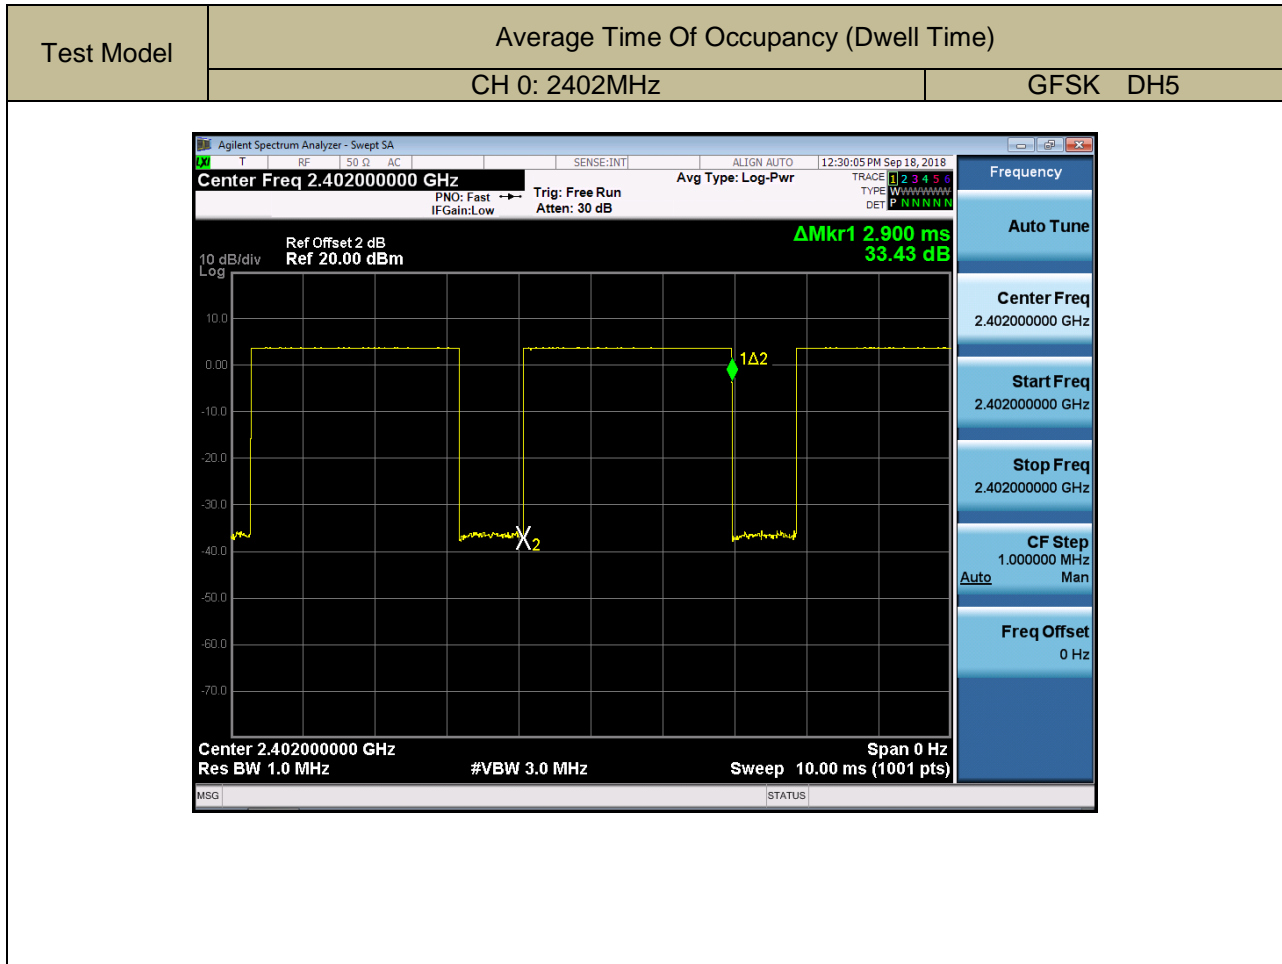 Test Model
Average Time Of Occupancy (Dwell Time)
CH 0: 2402MHz
GFSK DH5
Agilent Spectrum Analyzer - Swept SA
LXI T RF 50 Ω AC SENSE:INT ALIGN AUTO 12:30:05 PM Sep 18, 2018
Center Freq 2.402000000 GHz
PNO: Fast
IFGain:Low
Trig: Free Run
Atten: 30 dB
Avg Type: Log-Pwr
TRACE 1 2 3 4 5 6
TYPE WWWWWW
DET P N N N N N
ΔMkr1 2.900 ms
33.43 dB
Ref Offset 2 dB
10 dB/div Ref 20.00 dBm
Log
10.0
0.00
-10.0
-20.0
-30.0
-40.0
-50.0
-60.0
-70.0
1Δ2
X2
Center 2.402000000 GHz Span 0 Hz
Res BW 1.0 MHz #VBW 3.0 MHz Sweep 10.00 ms (1001 pts)
MSG STATUS
Frequency
Auto Tune
Center Freq
2.402000000 GHz
Start Freq
2.402000000 GHz
Stop Freq
2.402000000 GHz
CF Step
1.000000 MHz
Auto Man
Freq Offset
0 Hz